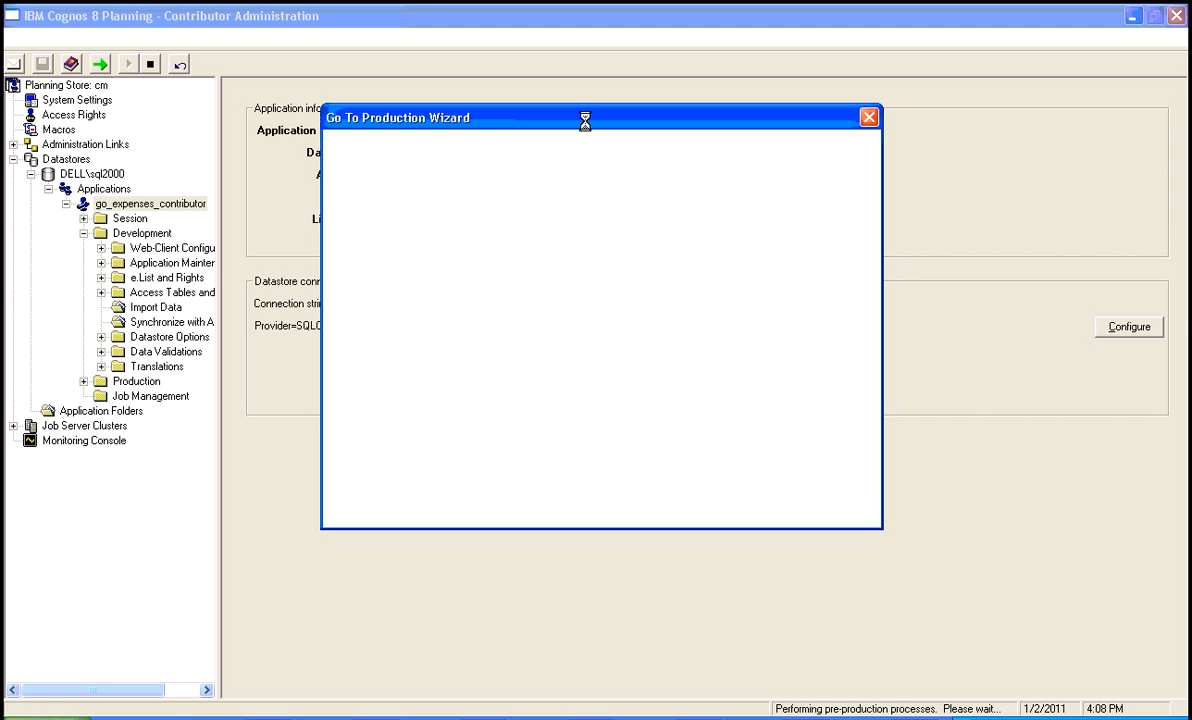 IBM Cognos 8 Planning - Contributor Administration
Planning Store: cm
System Settings
Access Rights
Macros
Administration Links
Datastores
DELL\sql2000
Applications
go_expenses_contributor
Session
Development
Web-Client Configu
Application Mainter
e.List and Rights
Access Tables and
Import Data
Synchronize with A
Datastore Options
Data Validations
Translations
Production
Job Management
Application Folders
Job Server Clusters
Monitoring Console
Application info
Application
Da
A
Li
Datastore conn
Connection stri
Provider=SQLO
Configure
Go To Production Wizard
Performing pre-production processes. Please wait...
1/2/2011
4:08 PM